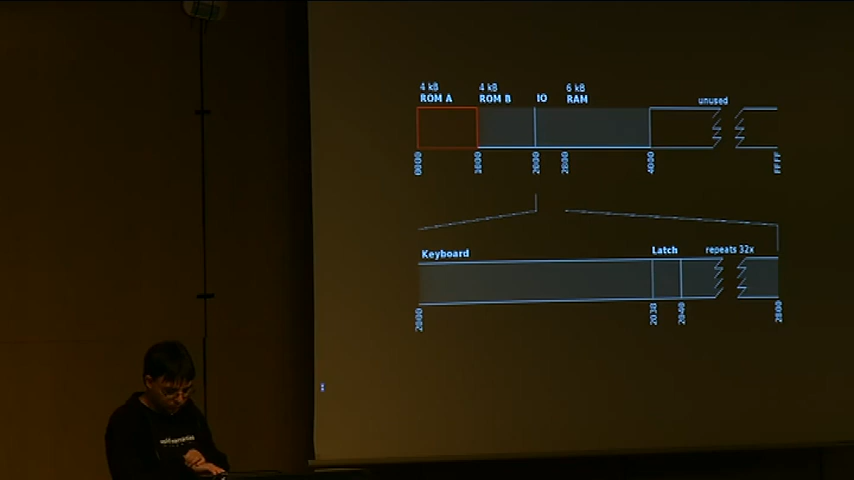 4 kB 4 kB 6 kB
ROM A ROM B IO RAM unused
0000 1000 2000 2800 4000 FFFF
Keyboard Latch repeats 32x
2000 2038 2040 2800